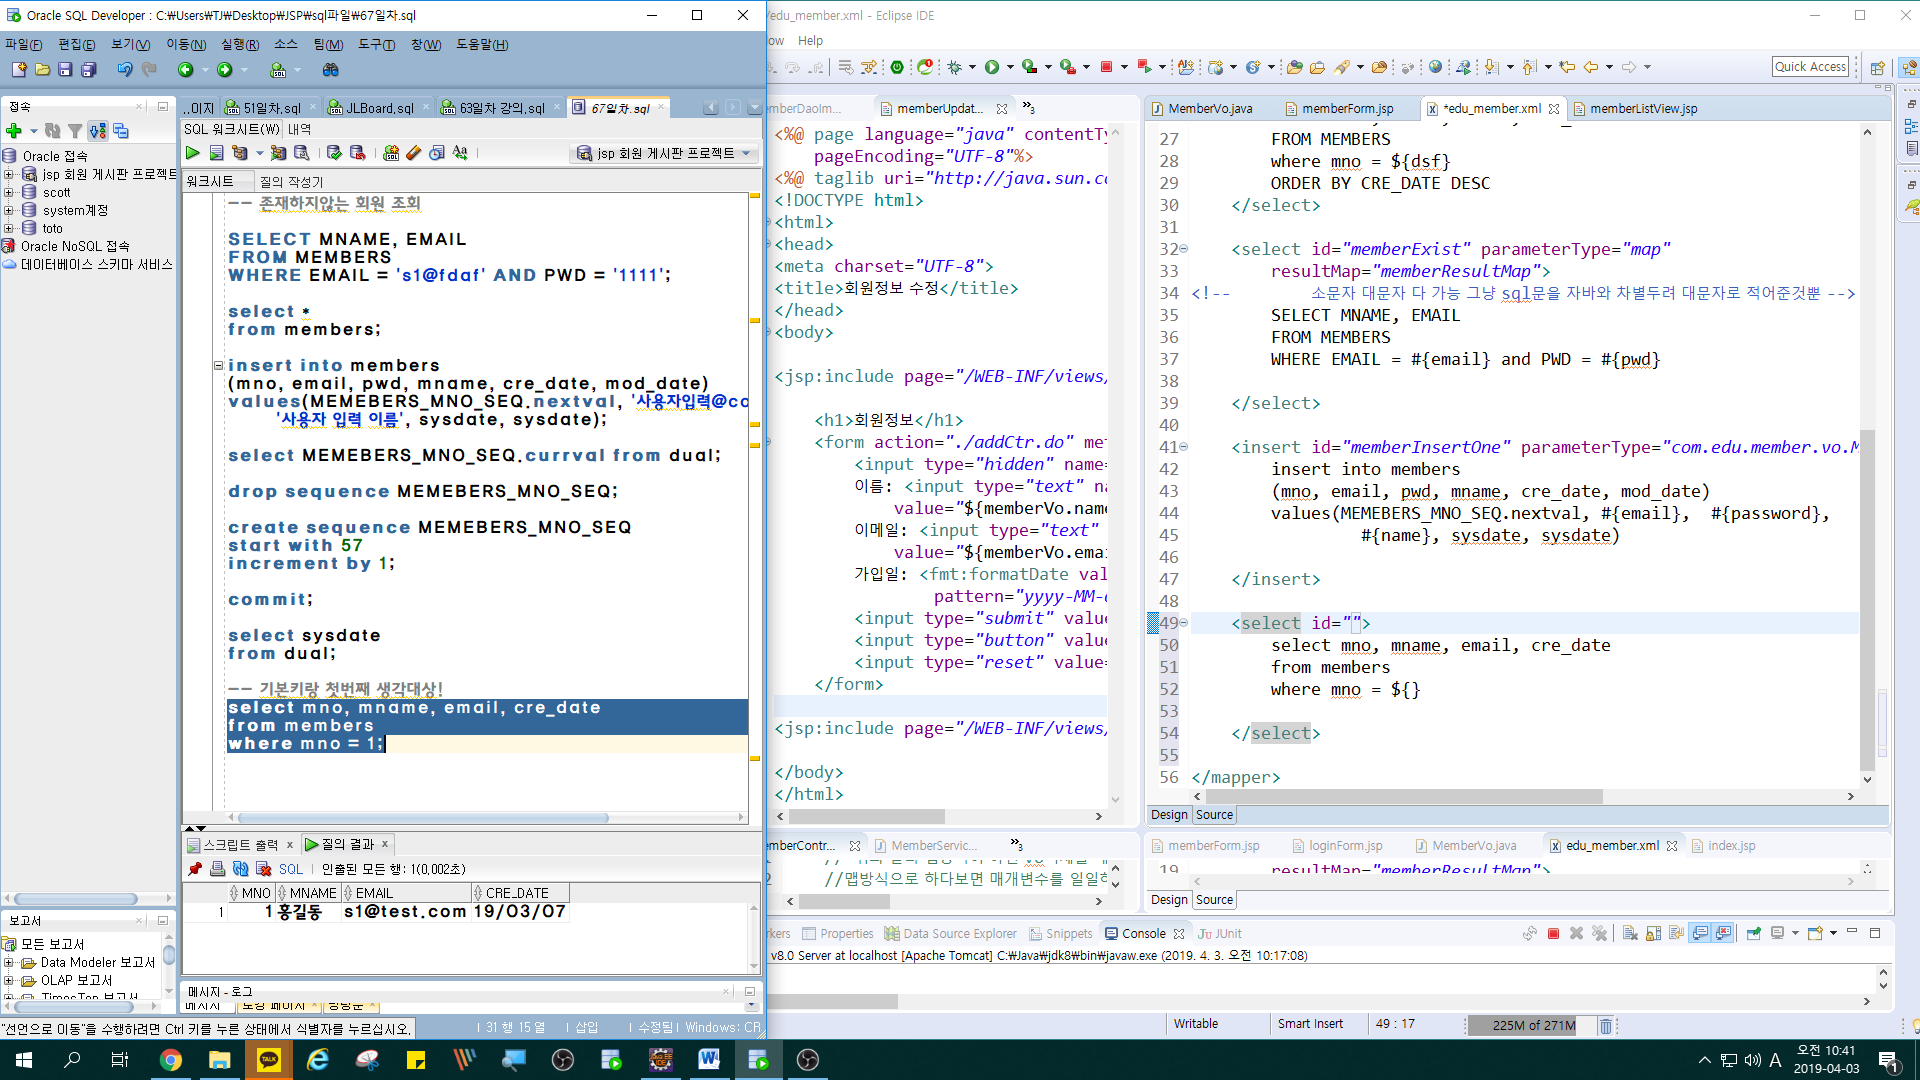 Oracle SQL Developer : C:₩Users₩TJ₩Desktop₩JSP₩sql파일₩67일차.sql
파일(F) 편집(E) 보기(V) 이동(N) 실행(R) 소스 팀(M) 도구(T) 창(W) 도움말(H)
접속
Oracle 접속
jsp 회원 게시판 프로젝트
scott
system계정
toto
Oracle NoSQL 접속
데이터베이스 스키마 서비스
보고서
모든 보고서
Data Modeler 보고서
OLAP 보고서
TimesTen 보고서
..이지 51일차.sql JLBoard.sql 63일차 강의.sql 67일차.sql
SQL 워크시트(W) 내역
jsp 회원 게시판 프로젝트
워크시트 질의 작성기
-- 존재하지않는 회원 조회
SELECT MNAME, EMAIL
FROM MEMBERS
WHERE EMAIL = 's1@fdaf' AND PWD = '1111';
select *
from members;
insert into members
(mno, email, pwd, mname, cre_date, mod_date)
values(MEMEBERS_MNO_SEQ.nextval, '사용자입력@co
'사용자 입력 이름', sysdate, sysdate);
select MEMEBERS_MNO_SEQ.currval from dual;
drop sequence MEMEBERS_MNO_SEQ;
create sequence MEMEBERS_MNO_SEQ
start with 57
increment by 1;
commit;
select sysdate
from dual;
-- 기본키랑 첫번째 생각대상!
select mno, mname, email, cre_date
from members
where mno = 1;
스크립트 출력 질의 결과
SQL 인출된 모든 행: 1(0,002초)
MNO MNAME EMAIL CRE_DATE
1 1 홍길동 s1@test.com 19/03/07
메시지 - 로그
메시지 로깅 페이지
"선언으로 이동"을 수행하려면 Ctrl 키를 누른 상태에서 식별자를 누르십시오.
31 행 15 열 삽입 수정됨 Windows: CR
/edu_member.xml - Eclipse IDE
ow Help
Quick Access
emberDaoIm... memberUpdat... »3
<%@ page language="java" contentTy
pageEncoding="UTF-8"%>
<%@ taglib uri="http://java.sun.co
<!DOCTYPE html>
<html>
<head>
<meta charset="UTF-8">
<title>회원정보 수정</title>
</head>
<body>
<jsp:include page="/WEB-INF/views/
<h1>회원정보</h1>
<form action="./addCtr.do" met
<input type="hidden" name=
이름: <input type="text" na
value="${memberVo.name
이메일: <input type="text"
value="${memberVo.emai
가입일: <fmt:formatDate val
pattern="yyyy-MM-d
<input type="submit" value
<input type="button" value
<input type="reset" value=
</form>
<jsp:include page="/WEB-INF/views/
</body>
</html>
MemberVo.java memberForm.jsp *edu_member.xml memberListView.jsp
27 FROM MEMBERS
28 where mno = ${dsf}
29 ORDER BY CRE_DATE DESC
30 </select>
31
32 <select id="memberExist" parameterType="map"
33 resultMap="memberResultMap">
34 <!-- 소문자 대문자 다 가능 그냥 sql문을 자바와 차별두려 대문자로 적어준것뿐 -->
35 SELECT MNAME, EMAIL
36 FROM MEMBERS
37 WHERE EMAIL = #{email} and PWD = #{pwd}
38
39 </select>
40
41 <insert id="memberInsertOne" parameterType="com.edu.member.vo.M
42 insert into members
43 (mno, email, pwd, mname, cre_date, mod_date)
44 values(MEMEBERS_MNO_SEQ.nextval, #{email}, #{password},
45 #{name}, sysdate, sysdate)
46
47 </insert>
48
49 <select id="">
50 select mno, mname, email, cre_date
51 from members
52 where mno = ${}
53
54 </select>
55
56 </mapper>
Design Source
emberContr... MemberServic... »3
//맵방식으로 하다보면 매개변수를 일일히
memberForm.jsp loginForm.jsp MemberVo.java edu_member.xml index.jsp
19 resultMap="memberResultMap">
Design Source
rkers Properties Data Source Explorer Snippets Console JUnit
v8.0 Server at localhost [Apache Tomcat] C:₩Java₩jdk8₩bin₩javaw.exe (2019. 4. 3. 오전 10:17:08)
Writable Smart Insert 49 : 17 225M of 271M
TALK
A 오전 10:41
2019-04-03
1